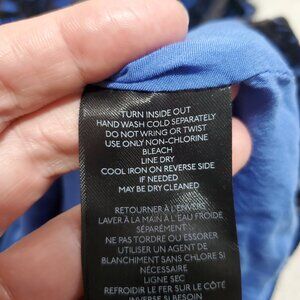 TURN INSIDE OUT
HAND WASH COLD SEPARATELY
DO NOT WRING OR TWIST
USE ONLY NON-CHLORINE
BLEACH
LINE DRY
COOL IRON ON REVERSE SIDE
IF NEEDED
MAY BE DRY CLEANED
RETOURNER À L'ENVERS
LAVER À LA MAIN À L'EAU FROIDE
SÉPARÉMENT
NE PAS TORDRE OU ESSORER
UTILISER UN AGENT DE
BLANCHIMENT SANS CHLORE SI
NÉCESSAIRE
LIGNE SEC
REFROIDIR LE FER SUR LE CÔTÉ
INVERSE SI BESOIN